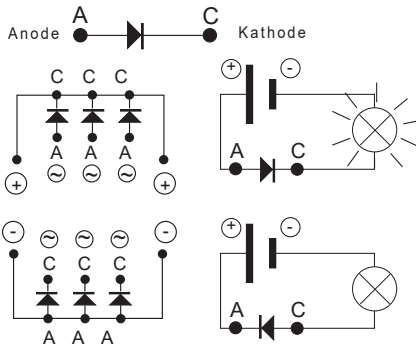 Anode A C Kathode
C C C
A A A
+ ~ ~ ~ +
+ -
A C
- ~ ~ ~ -
C C C
A A A
+ -
A C